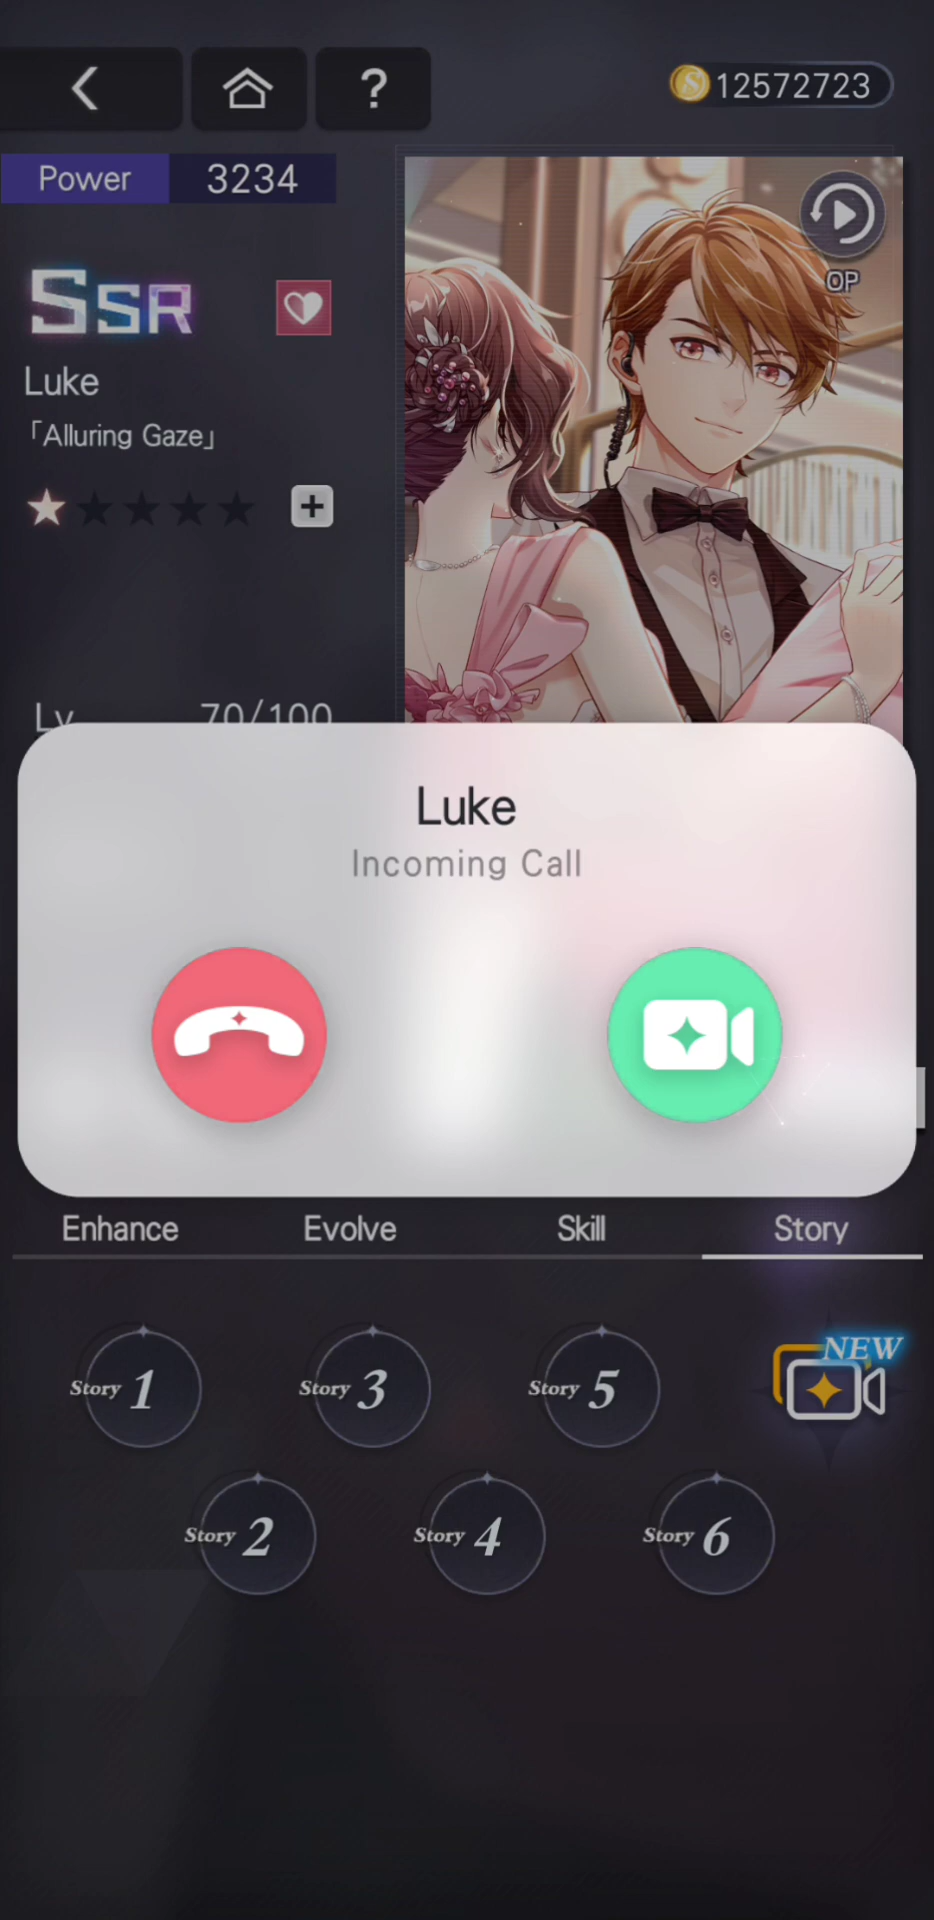 ?
12572723
Power 3234
SSR
Luke
「Alluring Gaze」
OP
Lv 70/100
Luke
Incoming Call
Enhance Evolve Skill Story
NEW
Story 1 Story 3 Story 5
Story 2 Story 4 Story 6